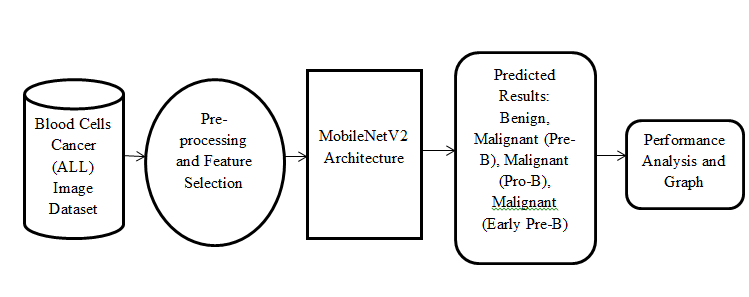 Blood Cells
Cancer
(ALL)
Image
Dataset
Pre-
processing
and Feature
Selection
MobileNetV2
Architecture
Predicted
Results:
Benign,
Malignant (Pre-
B), Malignant
(Pro-B),
Malignant
(Early Pre-B)
Performance
Analysis and
Graph